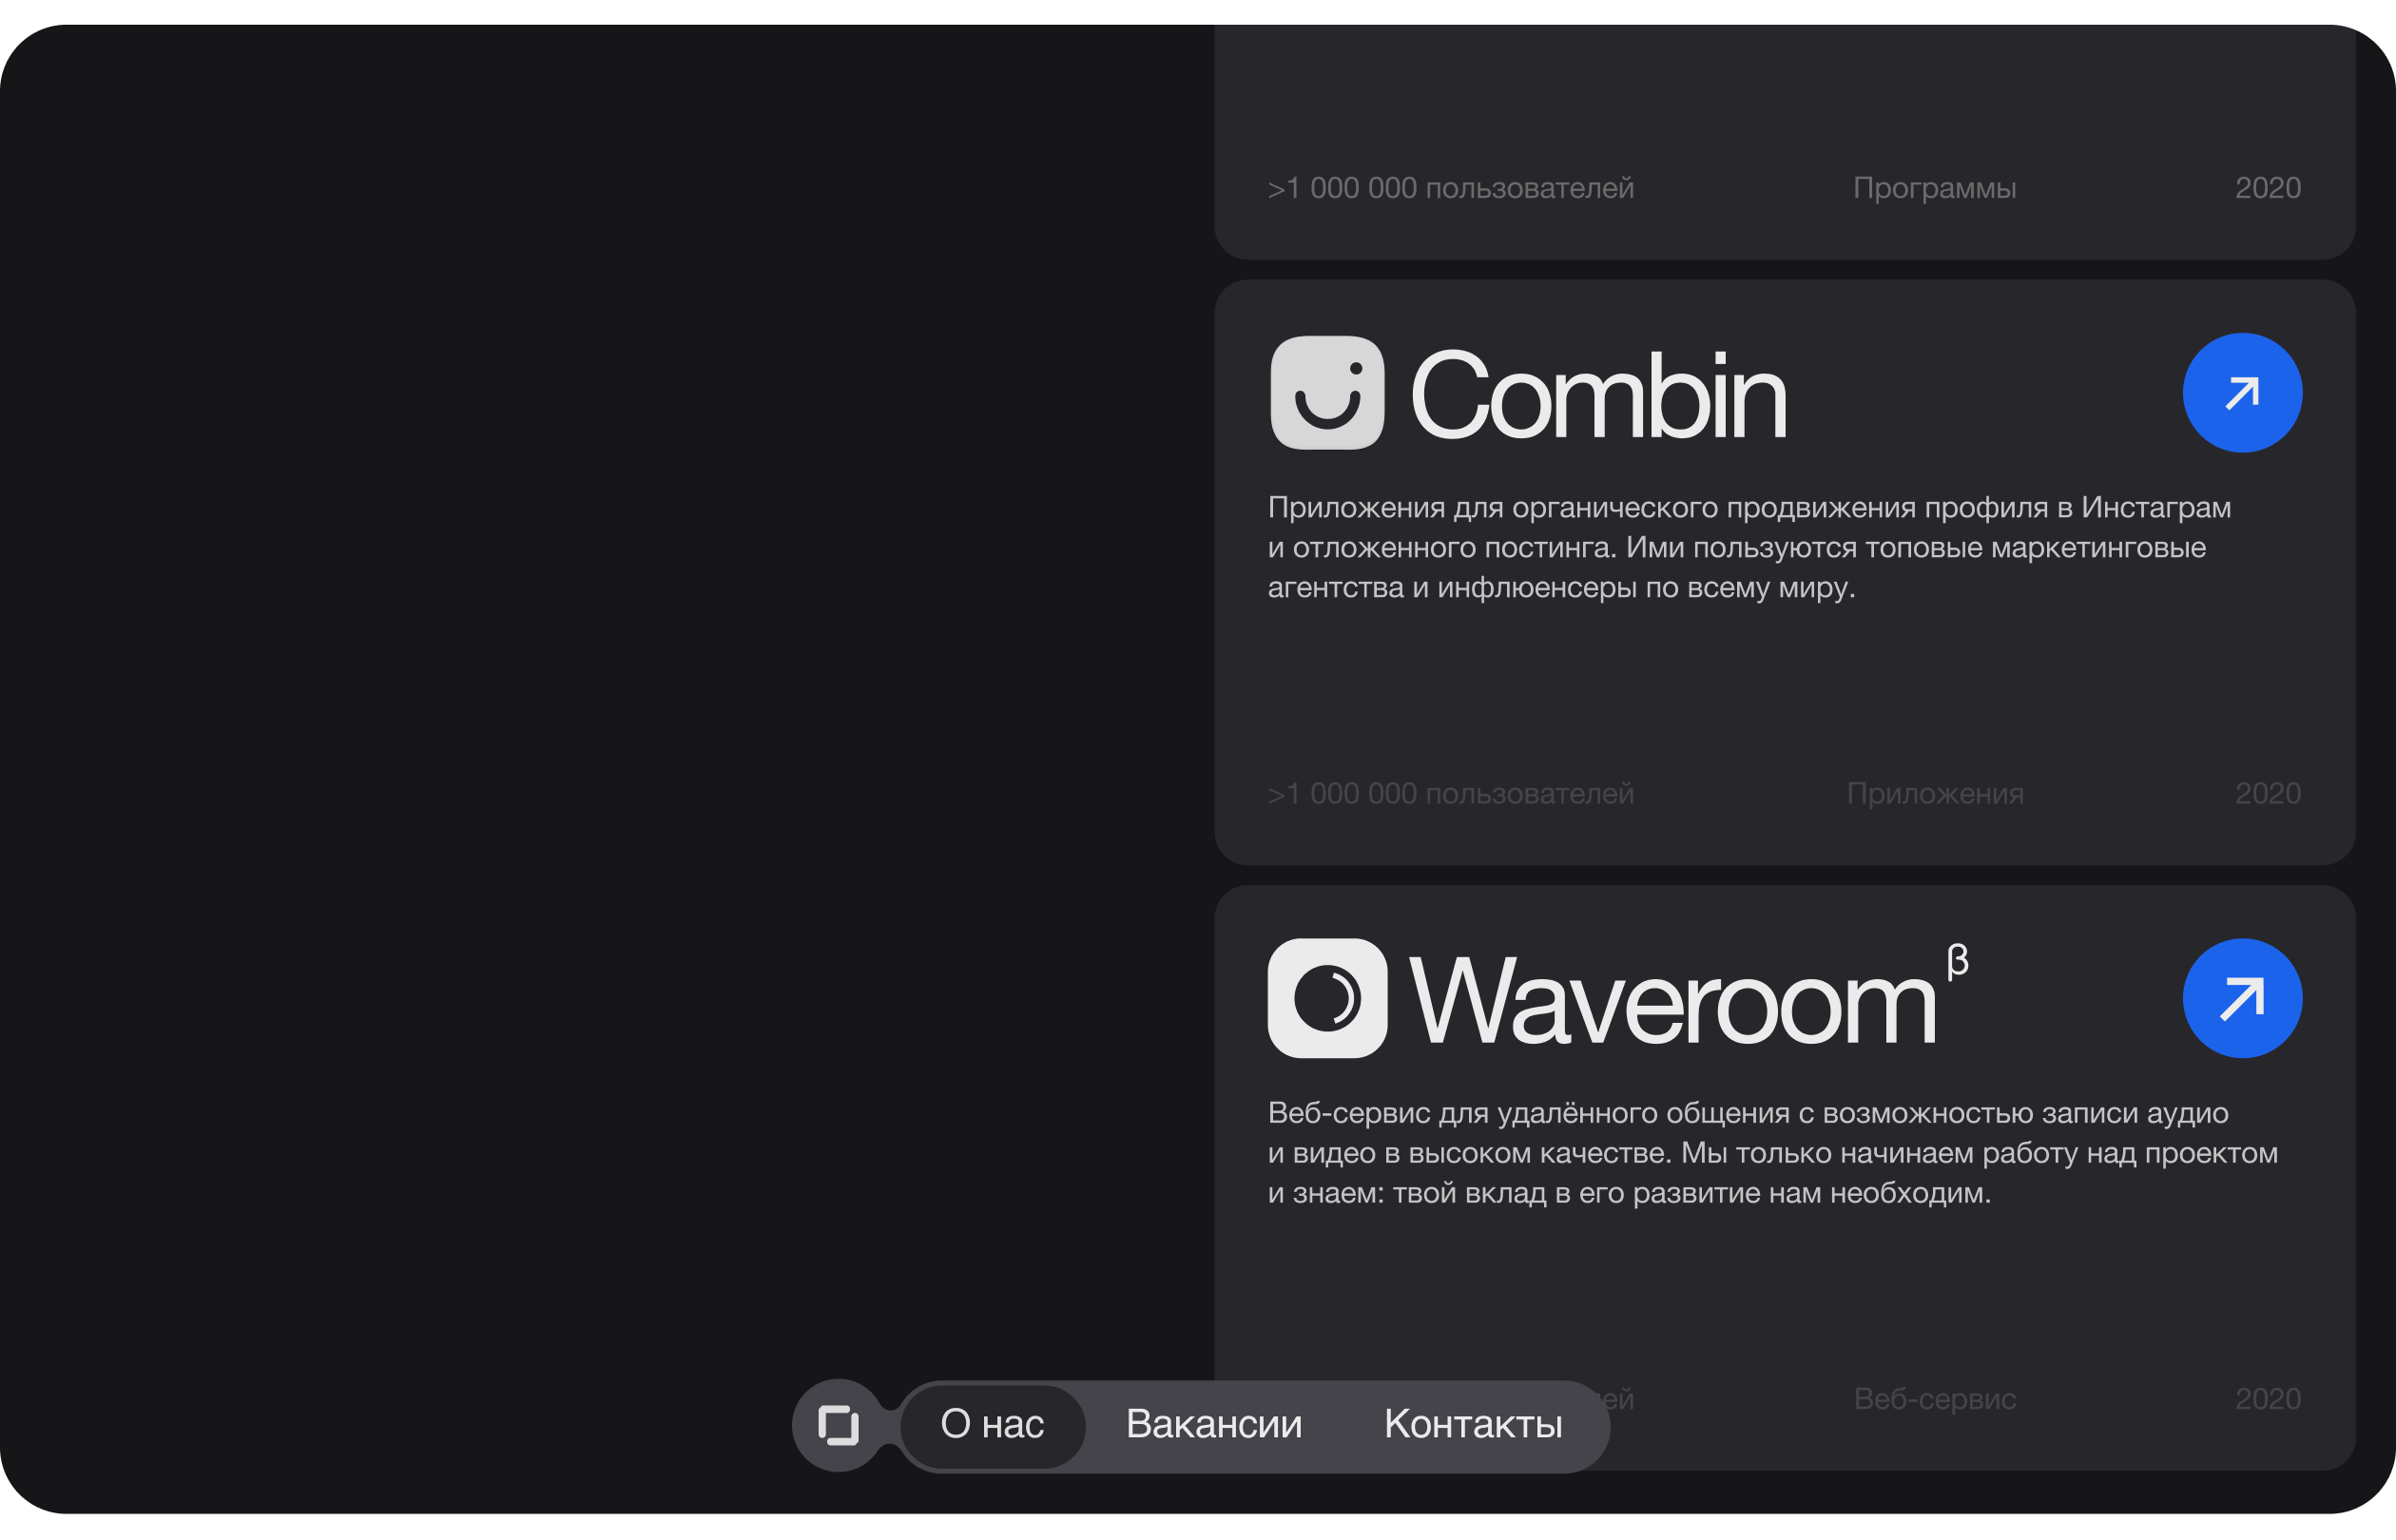 >1 000 000 пользователей Программы 2020
Combin
Приложения для органического продвижения профиля в Инстаграм
и отложенного постинга. Ими пользуются топовые маркетинговые
агентства и инфлюенсеры по всему миру.
>1 000 000 пользователей Приложения 2020
Waveroom β
Веб-сервис для удалённого общения с возможностью записи аудио
и видео в высоком качестве. Мы только начинаем работу над проектом
и знаем: твой вклад в его развитие нам необходим.
Веб-сервис 2020
О нас Вакансии Контакты